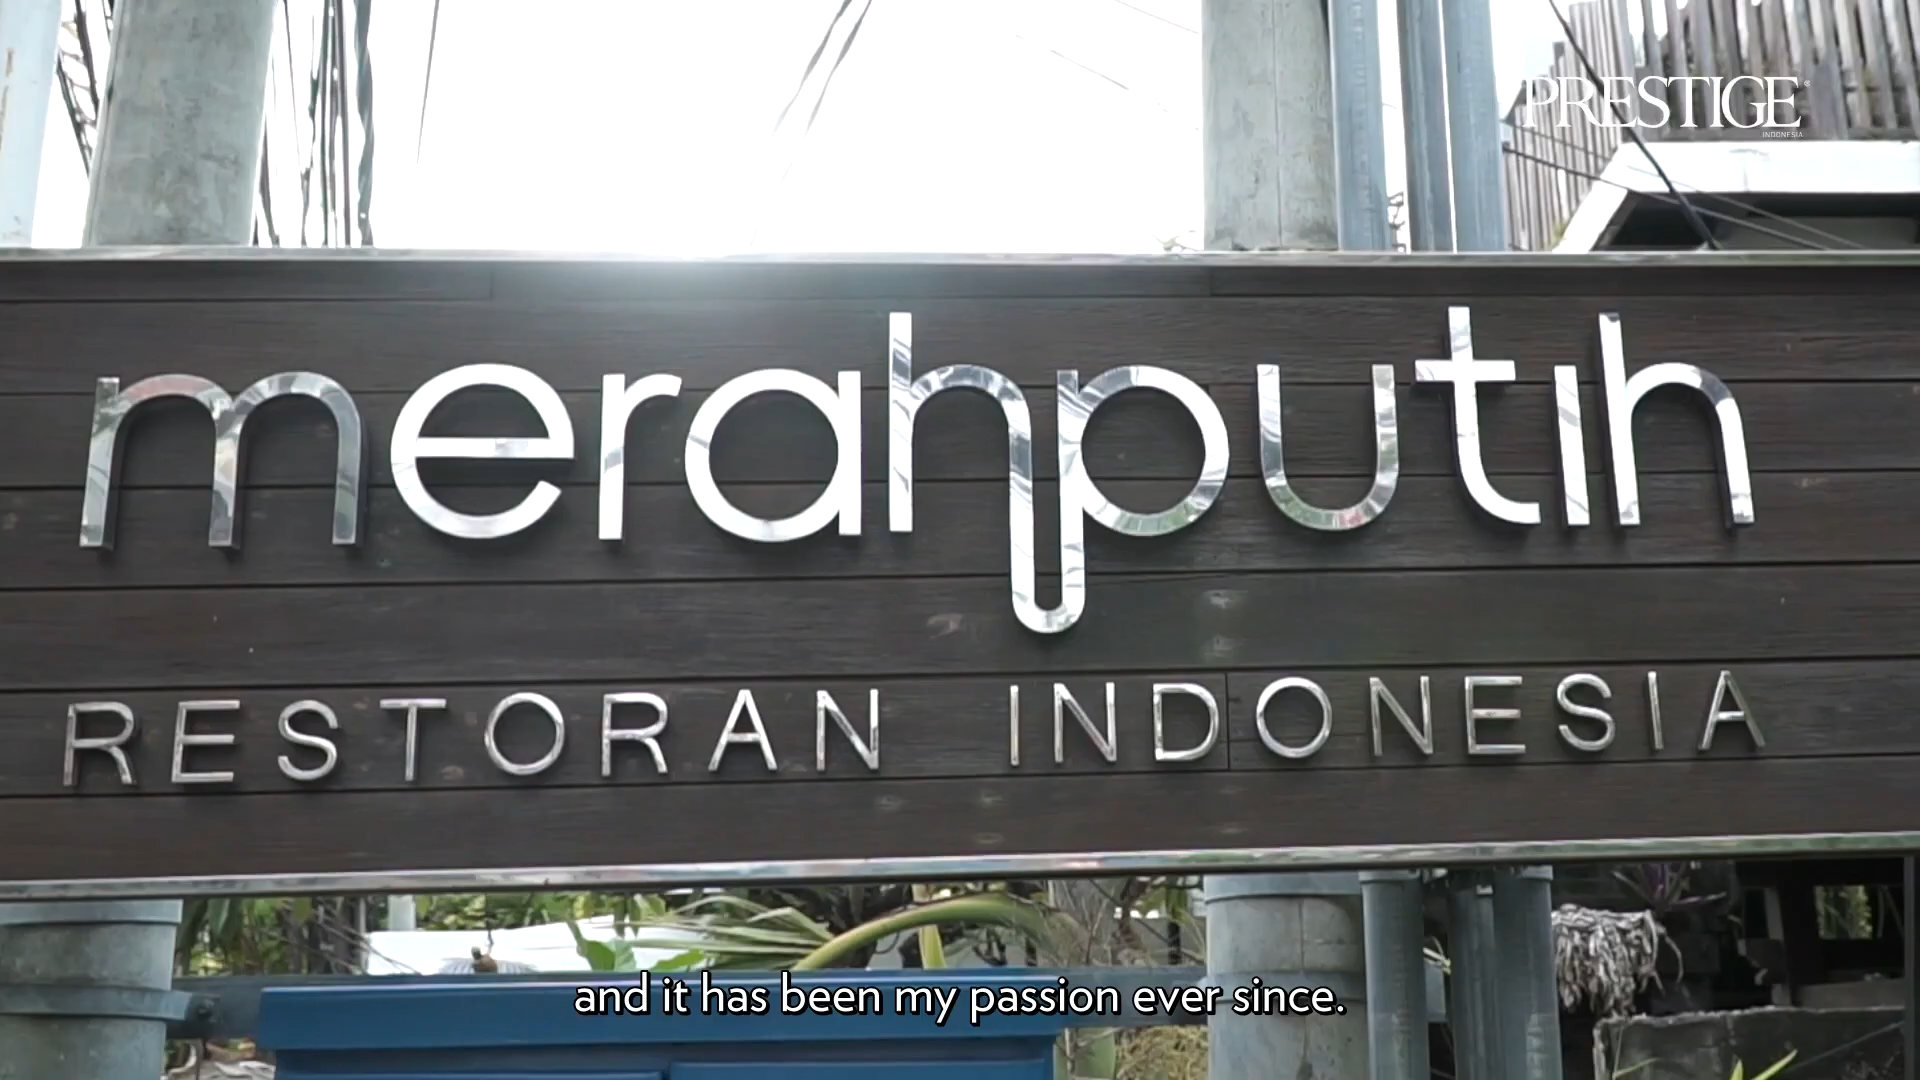 PRESTIGE
INDONESIA
merahputih
RESTORAN INDONESIA
and it has been my passion ever since.